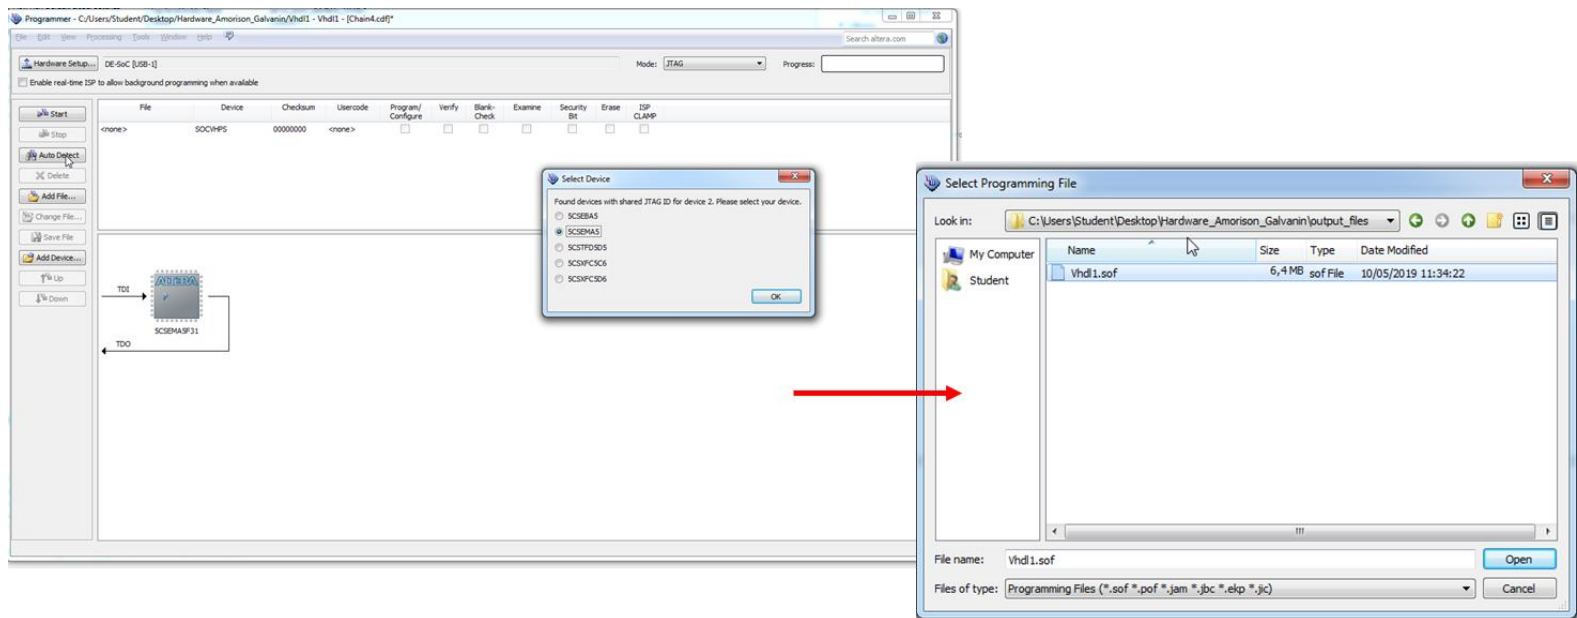 Programmer - C:/Users/Student/Desktop/Hardware_Amorison_Galvanin/Vhdl1 - Vhdl1 - [Chain4.cdf]*
File Edit View Processing Tools Window Help
Search altera.com
Hardware Setup... DE-SoC [USB-1] Mode: JTAG Progress:
Enable real-time ISP to allow background programming when available
Start
Stop
Auto Detect
Delete
Add File...
Change File...
Save File
Add Device...
Up
Down
File Device Checksum Usercode Program/ Configure Verify Blank- Check Examine Security Bit Erase ISP CLAMP
<none> SOCVHPS 00000000 <none>
TDI
ALTERA
5CSEMA5F31
TDO
Select Device
Found devices with shared JTAG ID for device 2. Please select your device.
5CSEBA5
5CSEMA5
5CSTFD5D5
5CSXFC5C6
5CSXFC5D6
OK
Select Programming File
Look in: C:\Users\Student\Desktop\Hardware_Amorison_Galvanin\output_files
My Computer
Student
Name Size Type Date Modified
Vhdl1.sof 6,4 MB sof File 10/05/2019 11:34:22
File name: Vhdl1.sof Open
Files of type: Programming Files (*.sof *.pof *.jam *.jbc *.ekp *.jic) Cancel